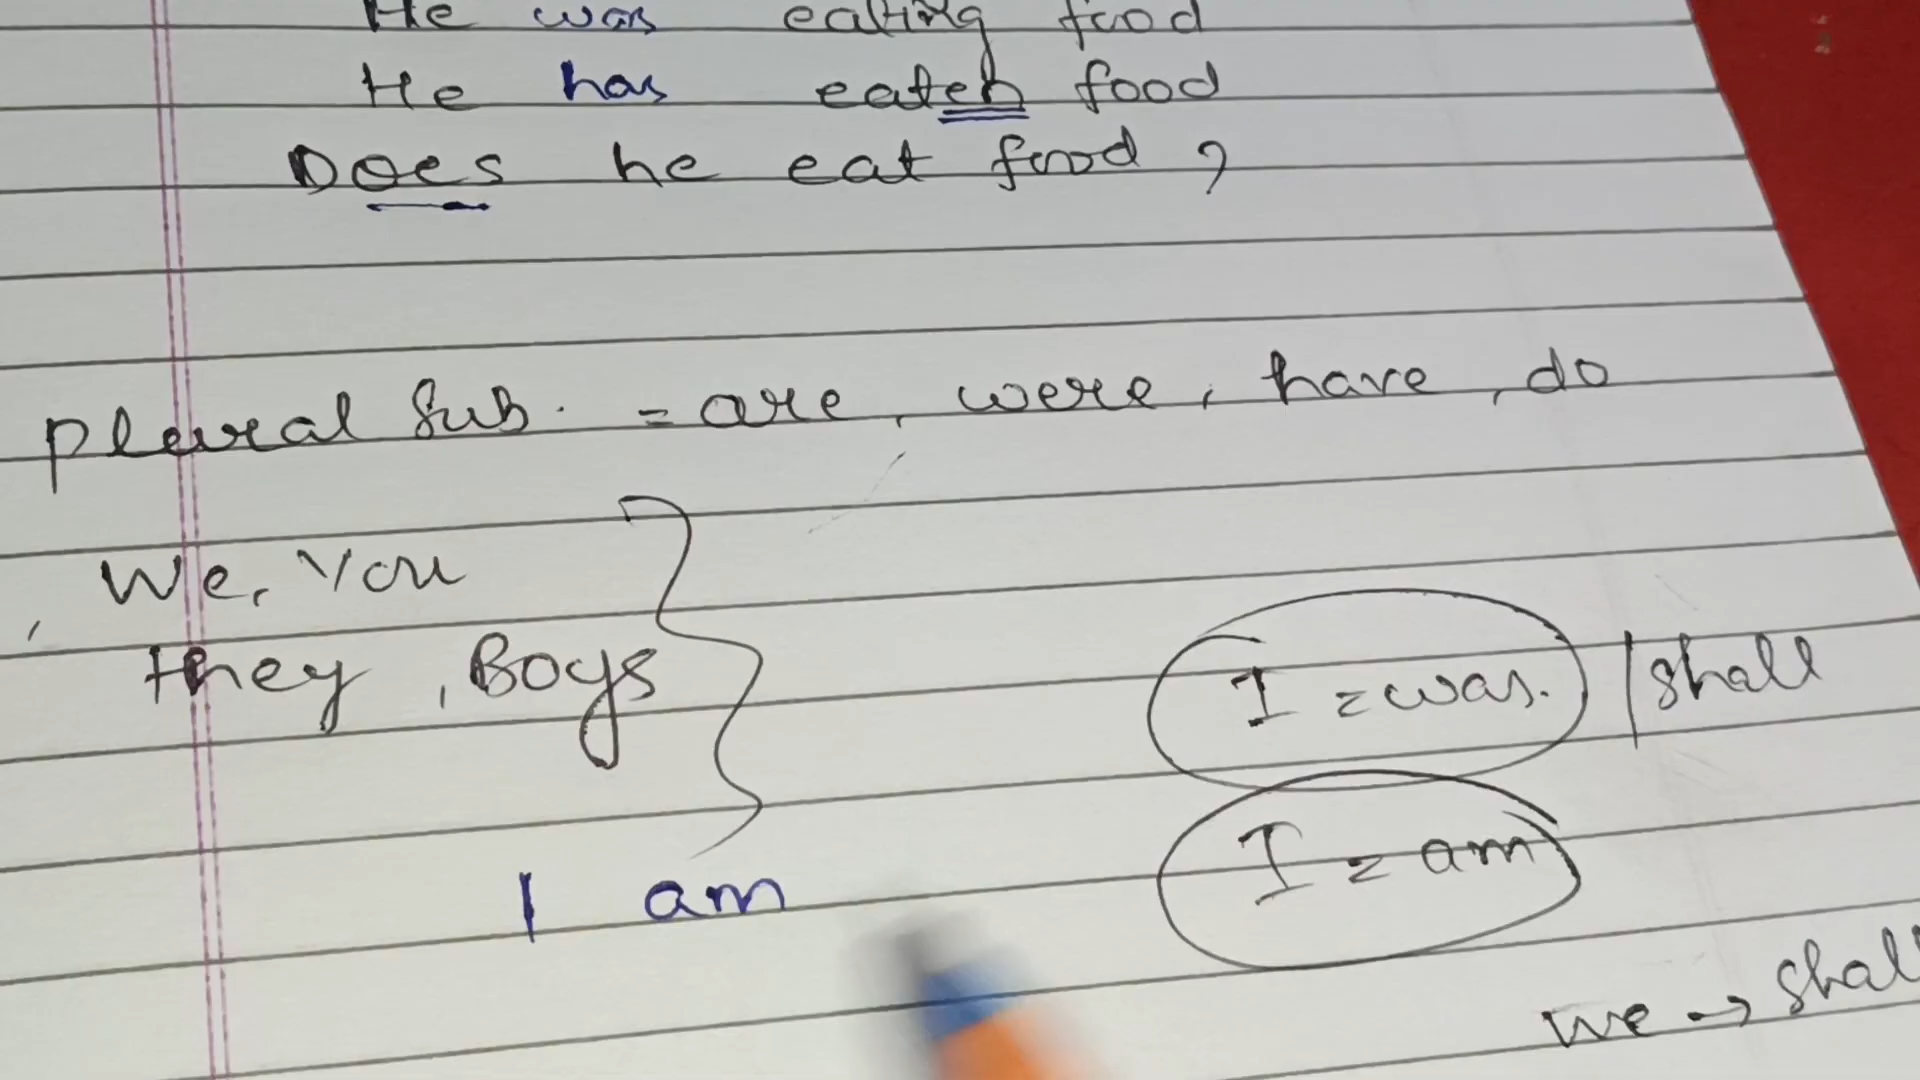 He was eating food
He has eaten food
Does he eat food ?
Pleural Sub. = are, were, have, do
, We, You
they, Boys
I = was. / shall
I = am
I am
we → shall